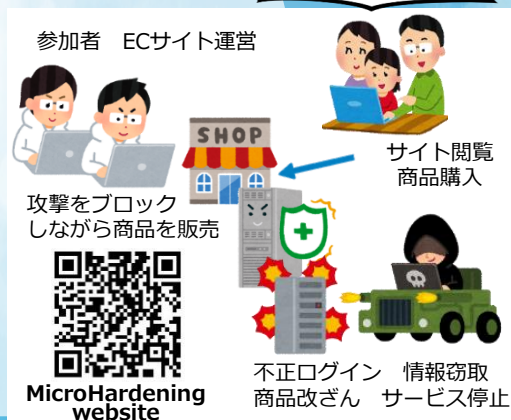 参加者　ECサイト運営
SHOP
サイト閲覧
商品購入
攻撃をブロック
しながら商品を販売
MicroHardening
website
不正ログイン　情報窃取
商品改ざん　サービス停止